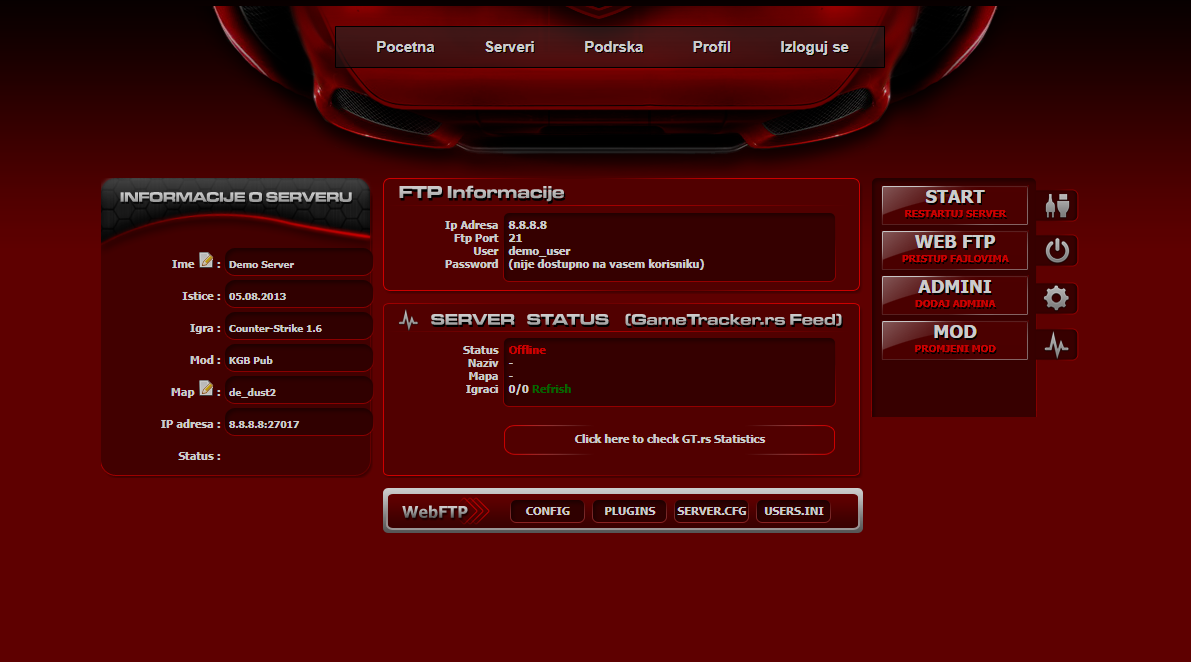 Pocetna Serveri Podrska Profil Izloguj se
INFORMACIJE O SERVERU
Ime : Demo Server
Istice : 05.08.2013
Igra : Counter-Strike 1.6
Mod : KGB Pub
Map : de_dust2
IP adresa : 8.8.8.8:27017
Status :
FTP Informacije
Ip Adresa 8.8.8.8
Ftp Port 21
User demo_user
Password (nije dostupno na vasem korisniku)
SERVER STATUS (GameTracker.rs Feed)
Status Offline
Naziv -
Mapa -
Igraci 0/0 Refrish
Click here to check GT.rs Statistics
WebFTP CONFIG PLUGINS SERVER.CFG USERS.INI
START
RESTARTUJ SERVER
WEB FTP
PRISTUP FAJLOVIMA
ADMINI
DODAJ ADMINA
MOD
PROMJENI MOD